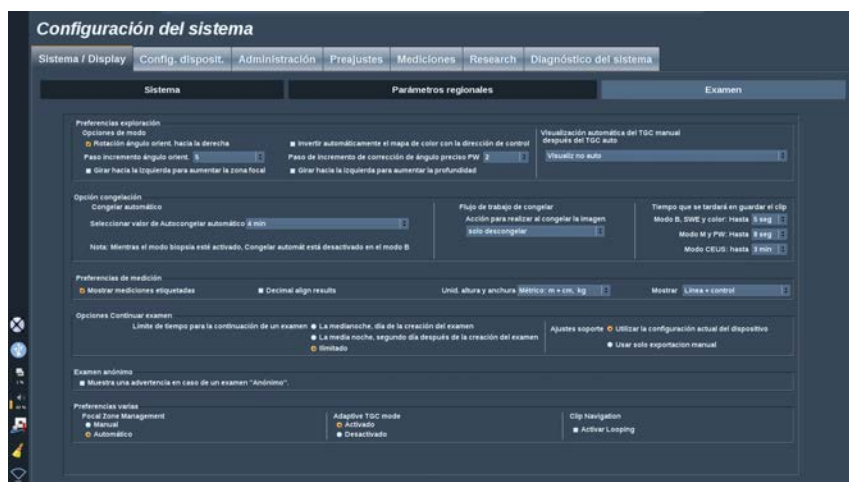 Configuración del sistema
Sistema / Display Config. disposit. Administración Preajustes Mediciones Research Diagnóstico del sistema
Sistema Parámetros regionales Examen
Preferencias exploración
Opciones de modo
Rotación ángulo orient. hacia la derecha
Invertir automáticamente el mapa de color con la dirección de control
Visualización automática del TGC manual
después del TGC auto
Paso incremento ángulo orient. 5
Paso de incremento de corrección de ángulo preciso PW 2
Visualiz no auto
Girar hacia la izquierda para aumentar la zona focal
Girar hacia la izquierda para aumentar la profundidad
Opción congelación
Congelar automático
Flujo de trabajo de congelar
Tiempo que se tardará en guardar el clip
Acción para realizar al congelar la imagen
Modo B, SWE y color: Hasta 5 seg
Seleccionar valor de Autocongelar automático 4 min
solo descongelar
Modo M y PW: Hasta 8 seg
Nota: Mientras el modo biopsia esté activado, Congelar automát está desactivado en el modo B
Modo CEUS: hasta 3 min
Preferencias de medición
Mostrar mediciones etiquetadas
Decimal align results
Unid. altura y anchura Métrico: m + cm, kg
Mostrar Línea + control
Opciones Continuar examen
Límite de tiempo para la continuación de un examen
La medianoche, día de la creación del examen
La media noche, segundo día después de la creación del examen
Ilimitado
Ajustes soporte
Utilizar la configuración actual del dispositivo
Usar solo exportacion manual
Examen anónimo
Muestra una advertencia en caso de un examen "Anónimo".
Preferencias varias
Focal Zone Management
Manual
Automático
Adaptive TGC mode
Activado
Desactivado
Clip Navigation
Activar Looping